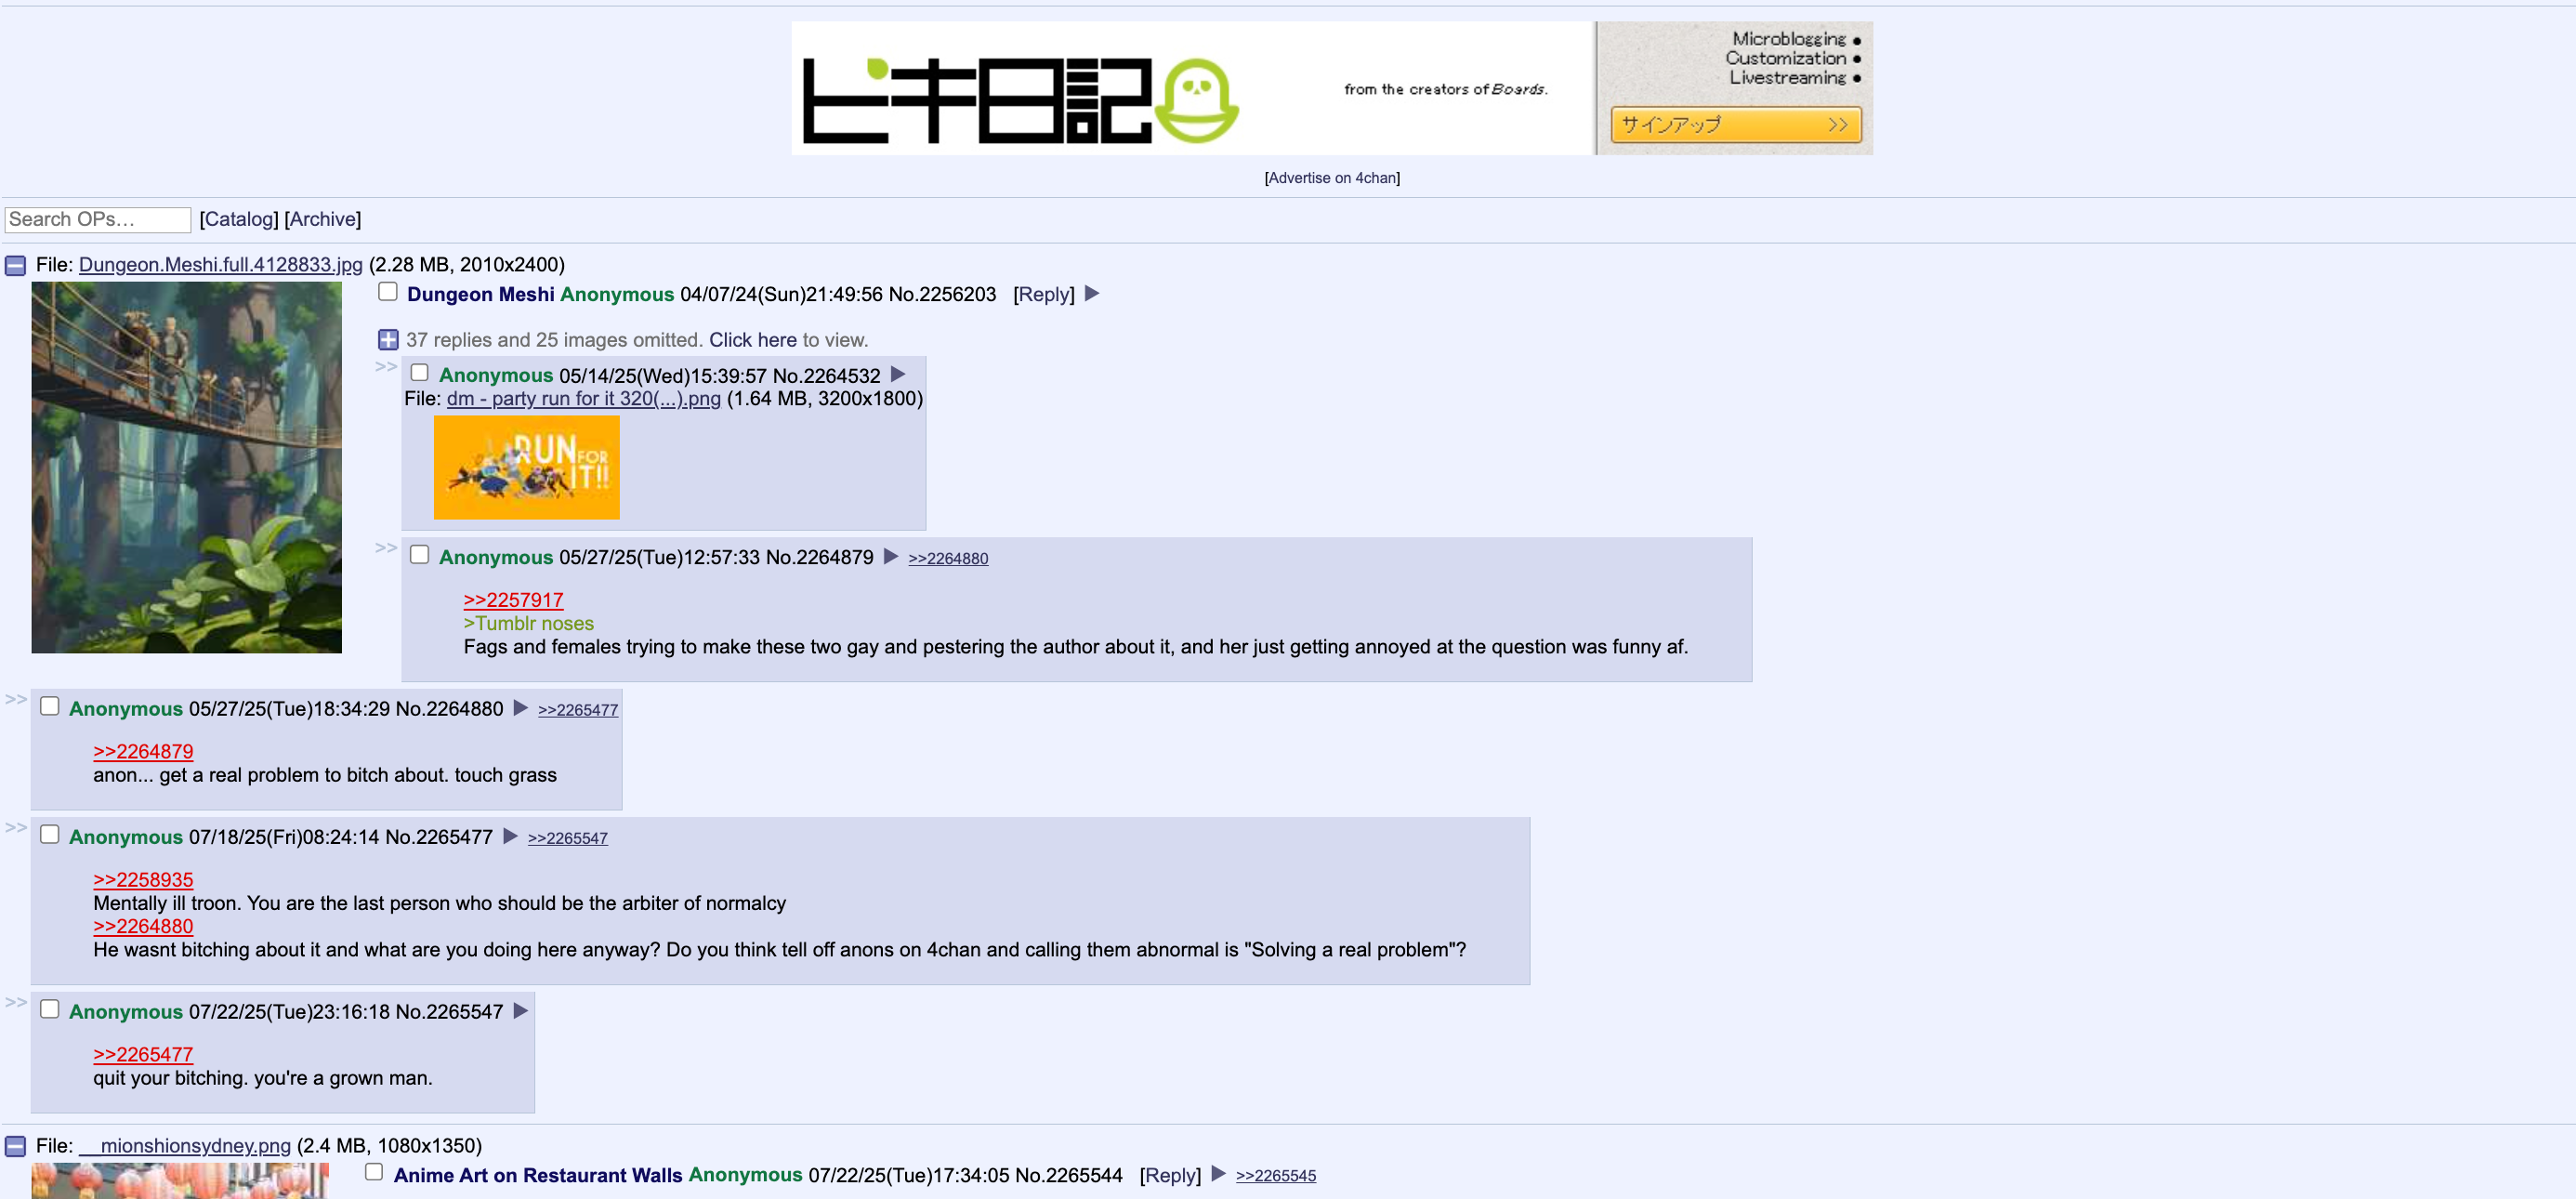 ピキ日記
from the creators of Boards.
Microblogging ●
Customization ●
Livestreaming ●
サインアップ >>
[Advertise on 4chan]
Search OPs… [Catalog] [Archive]
File: Dungeon.Meshi.full.4128833.jpg (2.28 MB, 2010x2400)
Dungeon Meshi Anonymous 04/07/24(Sun)21:49:56 No.2256203 [Reply] ▶
37 replies and 25 images omitted. Click here to view.
>> Anonymous 05/14/25(Wed)15:39:57 No.2264532 ▶
File: dm - party run for it 320(...).png (1.64 MB, 3200x1800)
RUN FOR
IT!!
>> Anonymous 05/27/25(Tue)12:57:33 No.2264879 ▶ >>2264880
>>2257917
>Tumblr noses
Fags and females trying to make these two gay and pestering the author about it, and her just getting annoyed at the question was funny af.
>> Anonymous 05/27/25(Tue)18:34:29 No.2264880 ▶ >>2265477
>>2264879
anon... get a real problem to bitch about. touch grass
>> Anonymous 07/18/25(Fri)08:24:14 No.2265477 ▶ >>2265547
>>2258935
Mentally ill troon. You are the last person who should be the arbiter of normalcy
>>2264880
He wasnt bitching about it and what are you doing here anyway? Do you think tell off anons on 4chan and calling them abnormal is "Solving a real problem"?
>> Anonymous 07/22/25(Tue)23:16:18 No.2265547 ▶
>>2265477
quit your bitching. you're a grown man.
File: __mionshionsydney.png (2.4 MB, 1080x1350)
Anime Art on Restaurant Walls Anonymous 07/22/25(Tue)17:34:05 No.2265544 [Reply] ▶ >>2265545